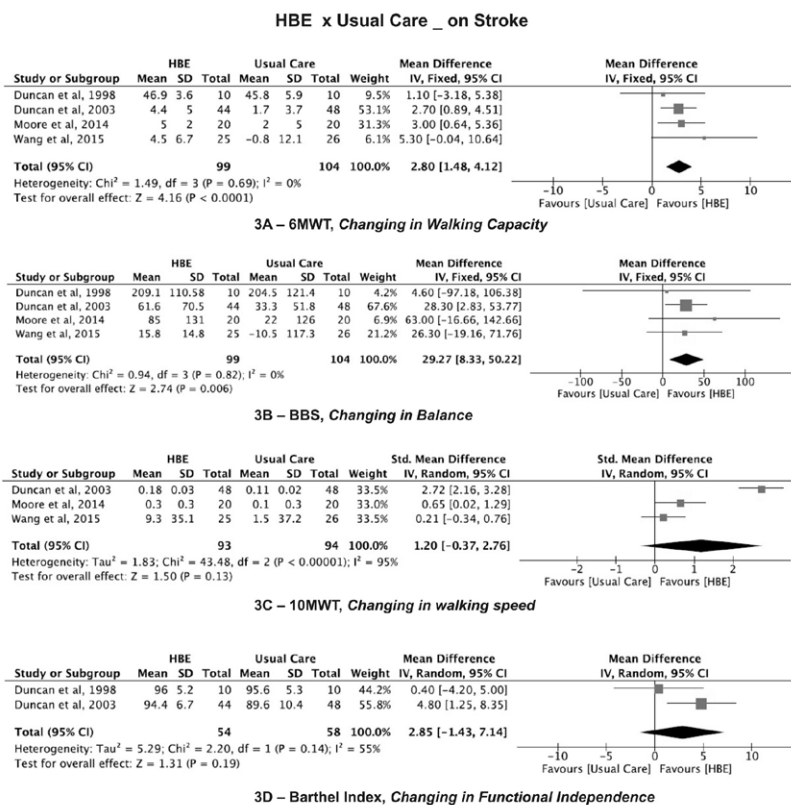 HBE x Usual Care _ on Stroke
HBE Usual Care Mean Difference Mean Difference
Study or Subgroup Mean SD Total Mean SD Total Weight IV, Fixed, 95% CI IV, Fixed, 95% CI
Duncan et al, 1998 46.9 3.6 10 45.8 5.9 10 9.5% 1.10 [-3.18, 5.38]
Duncan et al, 2003 4.4 5 44 1.7 3.7 48 53.1% 2.70 [0.89, 4.51]
Moore et al, 2014 5 2 20 2 5 20 31.3% 3.00 [0.64, 5.36]
Wang et al, 2015 4.5 6.7 25 -0.8 12.1 26 6.1% 5.30 [-0.04, 10.64]
Total (95% CI) 99 104 100.0% 2.80 [1.48, 4.12]
Heterogeneity: Chi² = 1.49, df = 3 (P = 0.69); I² = 0%
Test for overall effect: Z = 4.16 (P < 0.0001)
-10 -5 0 5 10
Favours [Usual Care] Favours [HBE]
3A – 6MWT, Changing in Walking Capacity
HBE Usual Care Mean Difference Mean Difference
Study or Subgroup Mean SD Total Mean SD Total Weight IV, Fixed, 95% CI IV, Fixed, 95% CI
Duncan et al, 1998 209.1 110.58 10 204.5 121.4 10 4.2% 4.60 [-97.18, 106.38]
Duncan et al, 2003 61.6 70.5 44 33.3 51.8 48 67.6% 28.30 [2.83, 53.77]
Moore et al, 2014 85 131 20 22 126 20 6.9% 63.00 [-16.66, 142.66]
Wang et al, 2015 15.8 14.8 25 -10.5 117.3 26 21.2% 26.30 [-19.16, 71.76]
Total (95% CI) 99 104 100.0% 29.27 [8.33, 50.22]
Heterogeneity: Chi² = 0.94, df = 3 (P = 0.82); I² = 0%
Test for overall effect: Z = 2.74 (P = 0.006)
-100 -50 0 50 100
Favours [Usual Care] Favours [HBE]
3B – BBS, Changing in Balance
HBE Usual Care Std. Mean Difference Std. Mean Difference
Study or Subgroup Mean SD Total Mean SD Total Weight IV, Random, 95% CI IV, Random, 95% CI
Duncan et al, 2003 0.18 0.03 48 0.11 0.02 48 33.5% 2.72 [2.16, 3.28]
Moore et al, 2014 0.3 0.3 20 0.1 0.3 20 33.0% 0.65 [0.02, 1.29]
Wang et al, 2015 9.3 35.1 25 1.5 37.2 26 33.5% 0.21 [-0.34, 0.76]
Total (95% CI) 93 94 100.0% 1.20 [-0.37, 2.76]
Heterogeneity: Tau² = 1.83; Chi² = 43.48, df = 2 (P < 0.00001); I² = 95%
Test for overall effect: Z = 1.50 (P = 0.13)
-2 -1 0 1 2
Favours [Usual Care] Favours [HBE]
3C – 10MWT, Changing in walking speed
HBE Usual Care Mean Difference Mean Difference
Study or Subgroup Mean SD Total Mean SD Total Weight IV, Random, 95% CI IV, Random, 95% CI
Duncan et al, 1998 96 5.2 10 95.6 5.3 10 44.2% 0.40 [-4.20, 5.00]
Duncan et al, 2003 94.4 6.7 44 89.6 10.4 48 55.8% 4.80 [1.25, 8.35]
Total (95% CI) 54 58 100.0% 2.85 [-1.43, 7.14]
Heterogeneity: Tau² = 5.29; Chi² = 2.20, df = 1 (P = 0.14); I² = 55%
Test for overall effect: Z = 1.31 (P = 0.19)
-10 -5 0 5 10
Favours [Usual Care] Favours [HBE]
3D – Barthel Index, Changing in Functional Independence